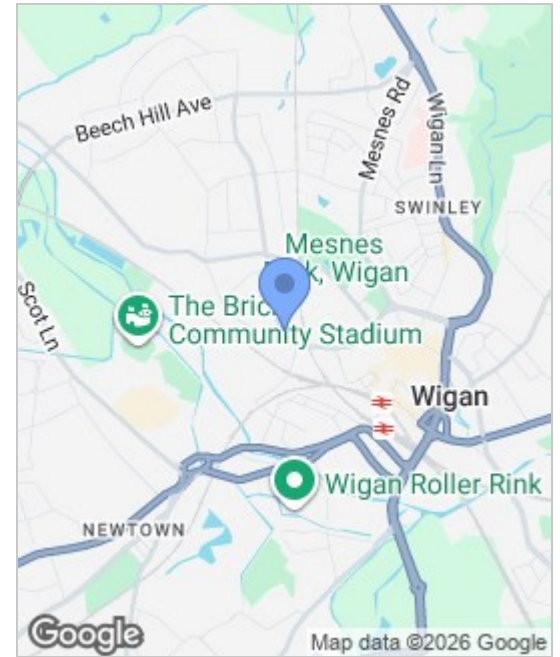 Beech Hill Ave
Mesnes Rd
Wigan Ln
SWINLEY
Mesnes
Wigan
Scot Ln
The Brick
Community Stadium
Wigan
Wigan Roller Rink
NEWTOWN
Google
Map data ©2026 Google